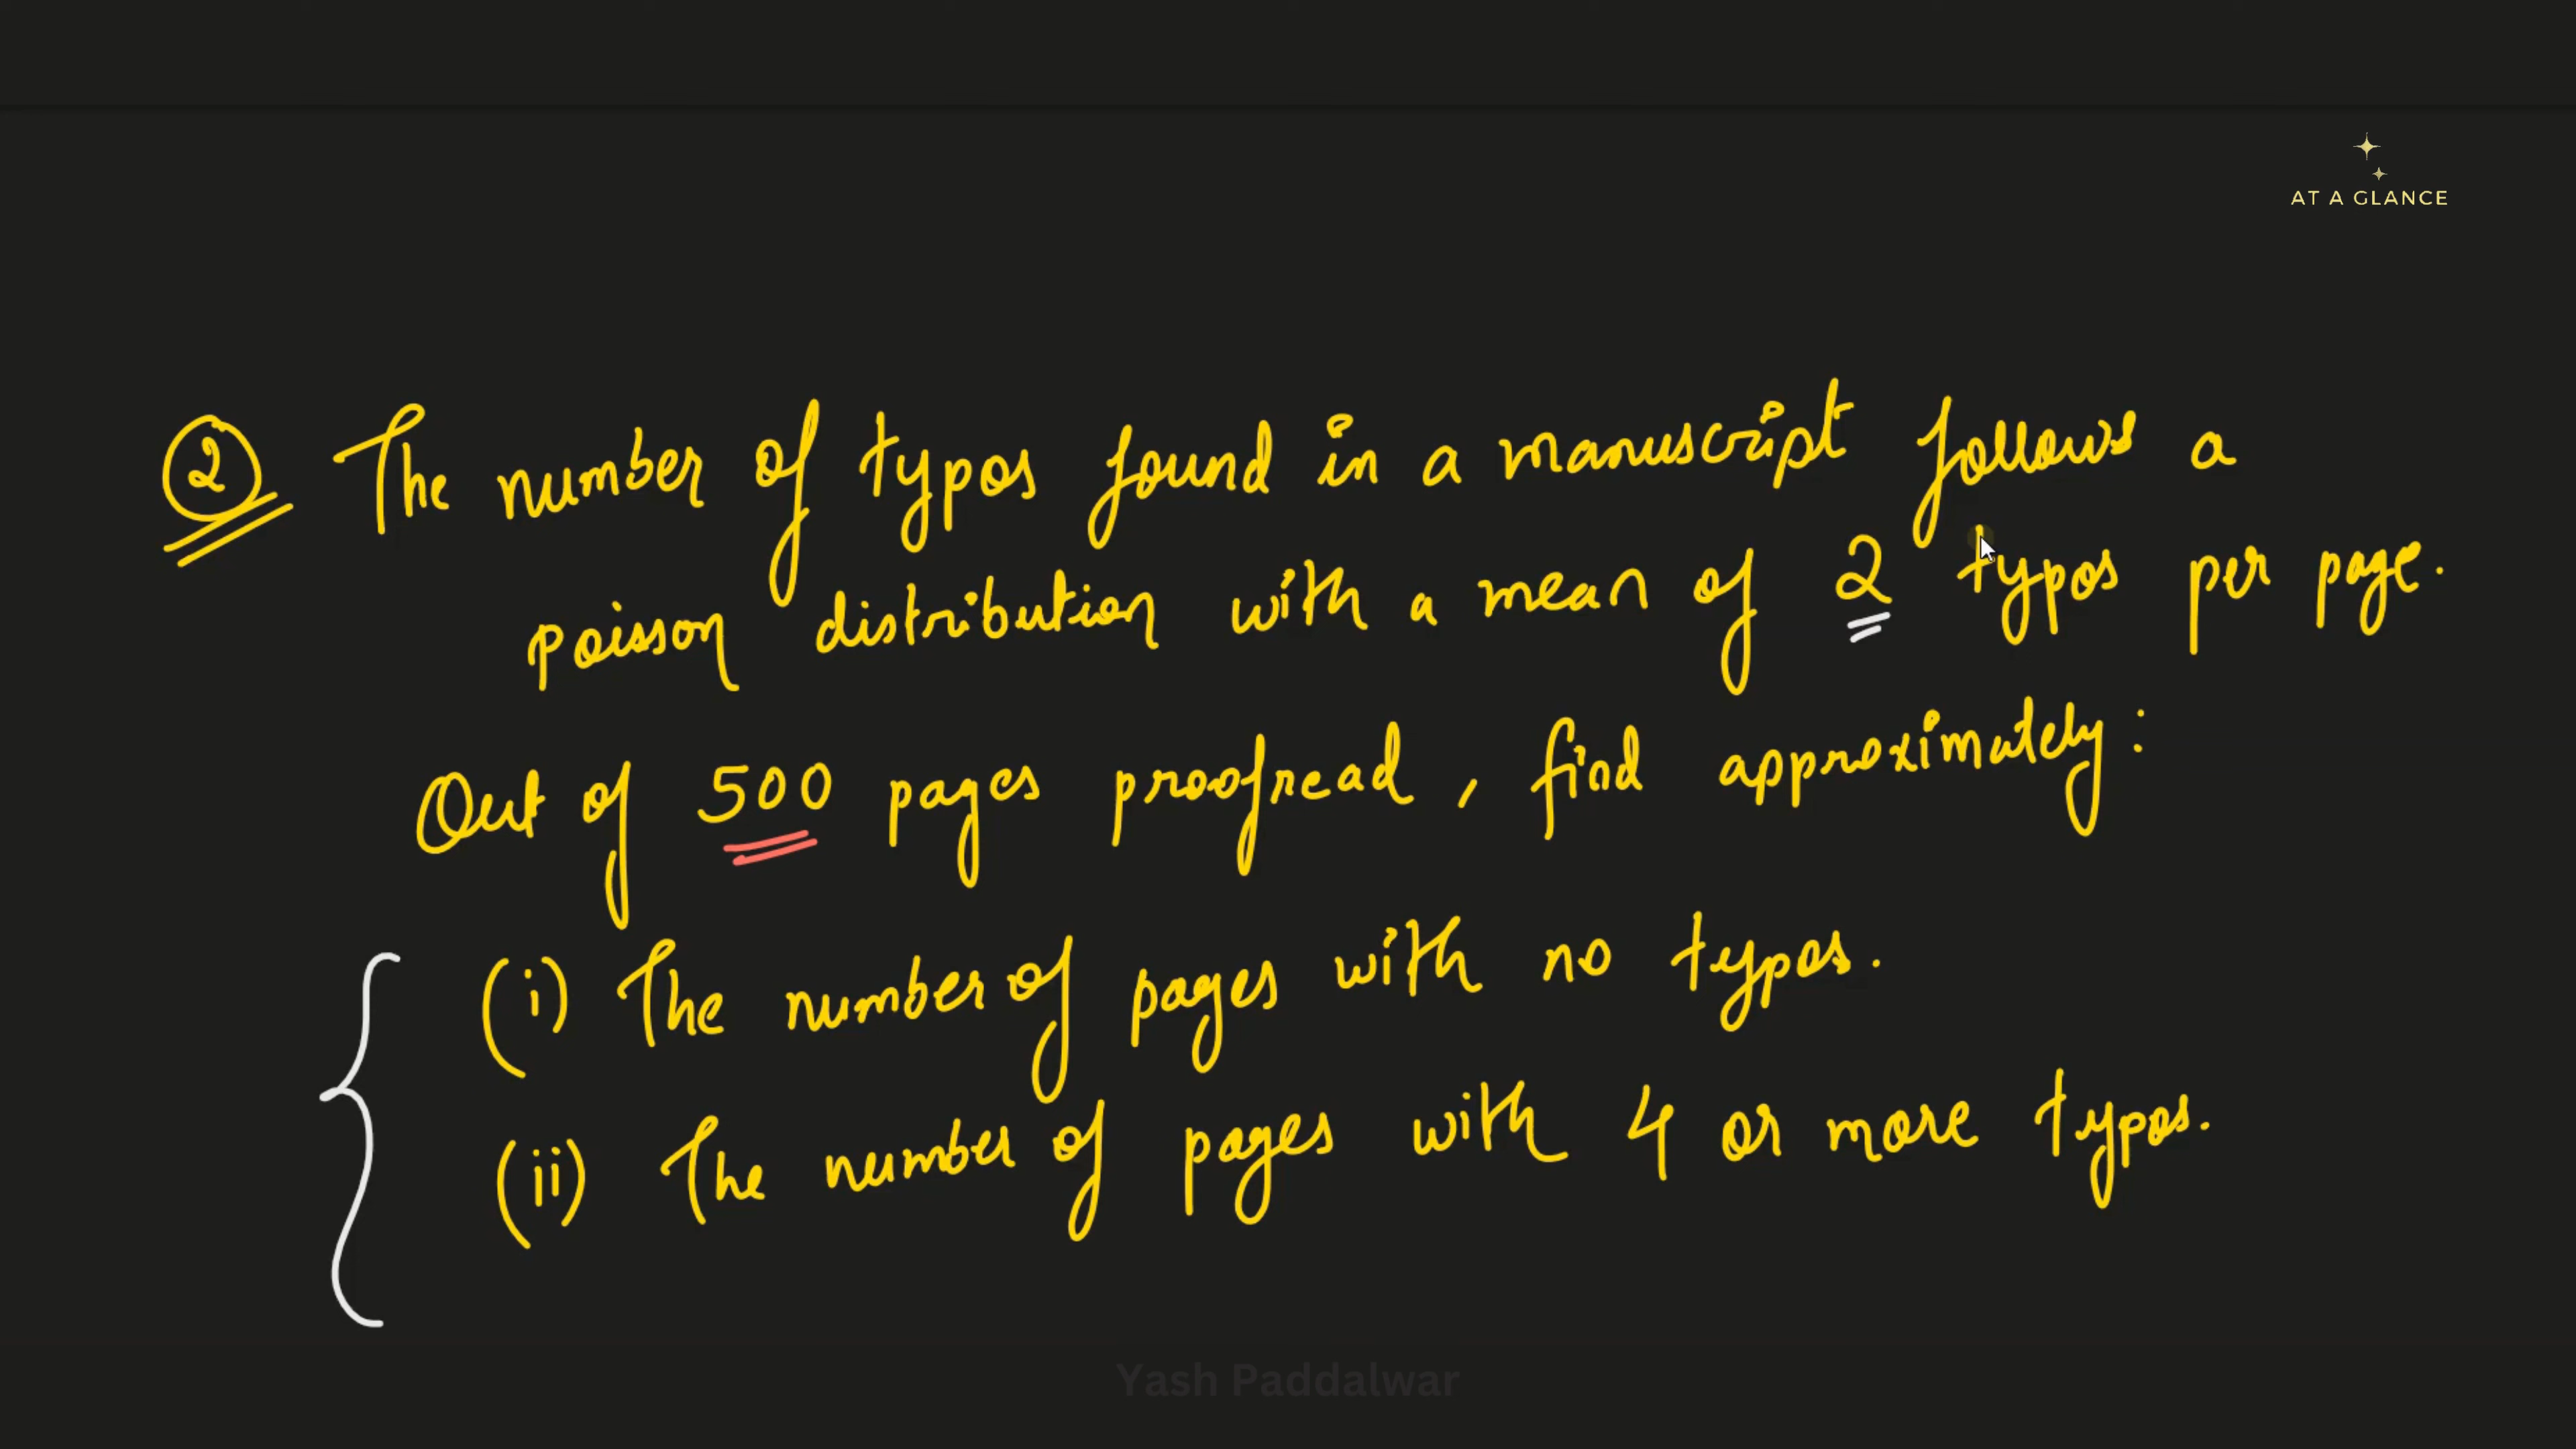 AT A GLANCE
2 The number of typos found in a manuscript follows a
poisson distribution with a mean of 2 typos per page.
Out of 500 pages proofread, find approximately:
(i) The number of pages with no typos.
(ii) The number of pages with 4 or more typos.
Yash Paddalwar